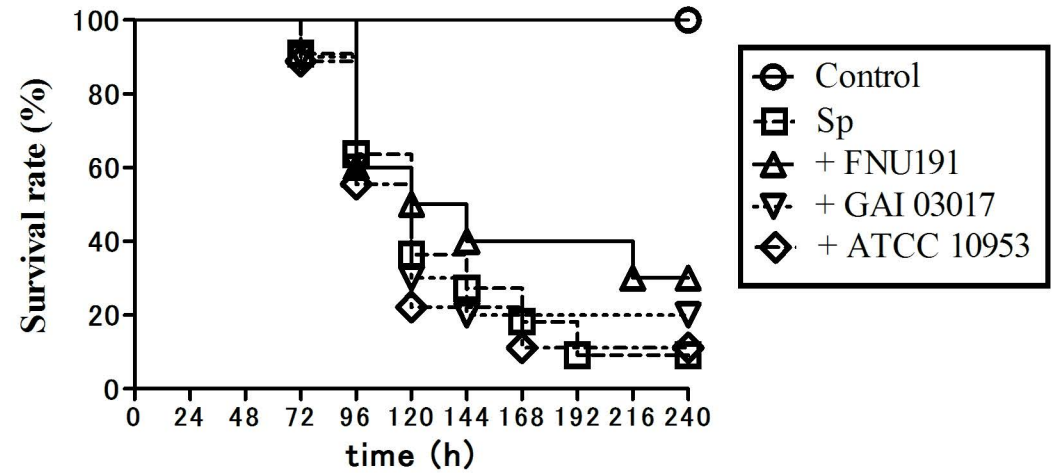 100
80
60
40
20
0
Survival rate (%)
0 24 48 72 96 120 144 168 192 216 240
time (h)
Control
Sp
+ FNU191
+ GAI 03017
+ ATCC 10953